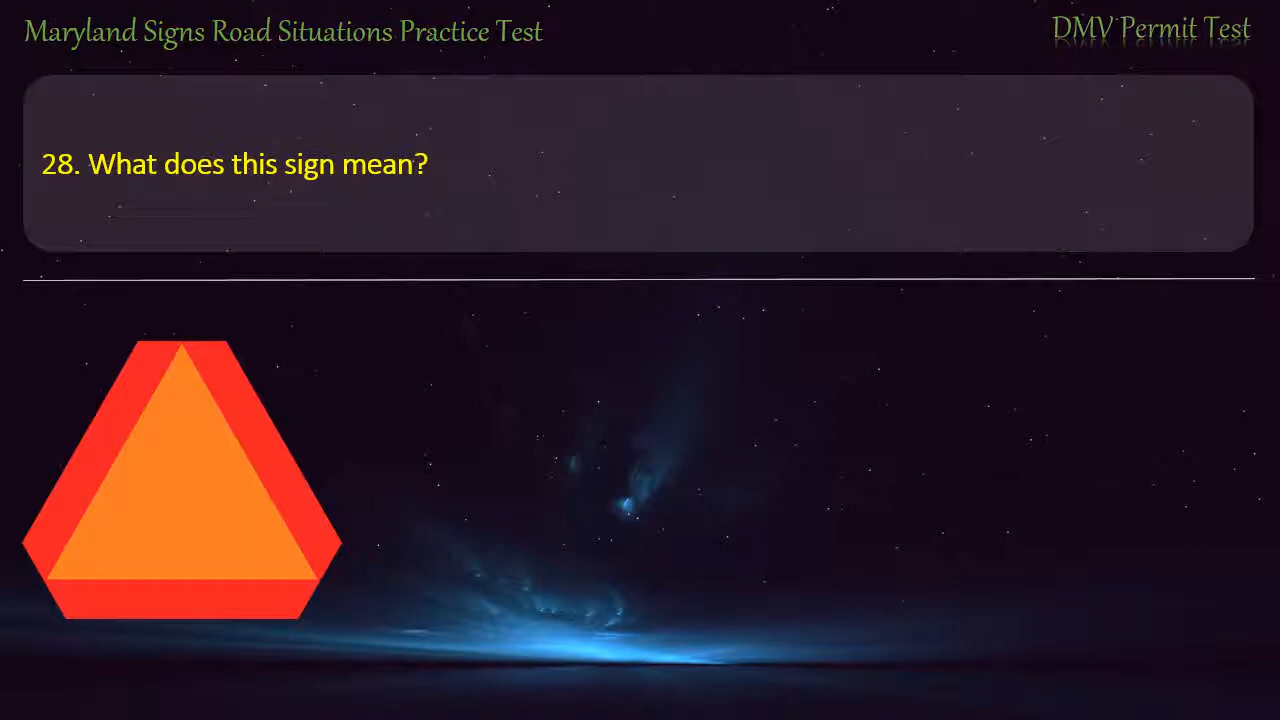 Maryland Signs Road Situations Practice Test
DMV Permit Test
28. What does this sign mean?